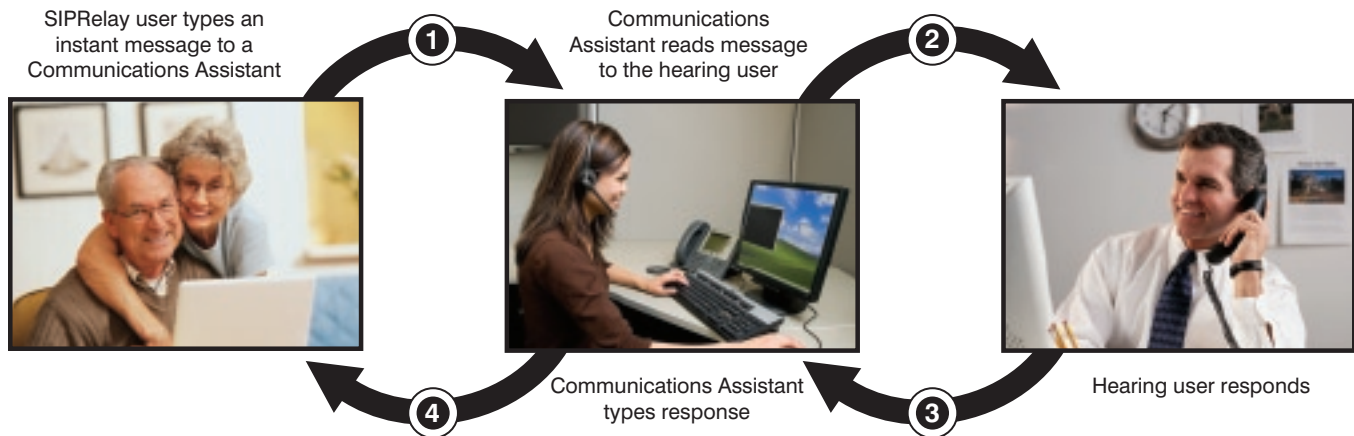 SIPRelay user types an
instant message to a
Communications Assistant
1
Communications
Assistant reads message
to the hearing user
2
4
Communications Assistant
types response
3
Hearing user responds